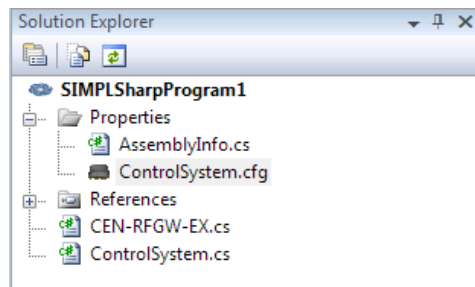 Solution Explorer
SIMPLSharpProgram1
Properties
AssemblyInfo.cs
ControlSystem.cfg
References
CEN-RFGW-EX.cs
ControlSystem.cs